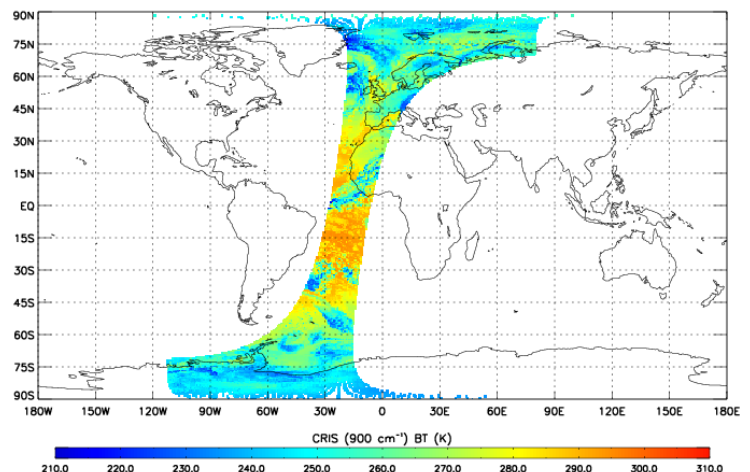 90N
75N
60N
45N
30N
15N
EQ
15S
30S
45S
60S
75S
90S
180W 150W 120W 90W 60W 30W 0 30E 60E 90E 120E 150E 180E
CRIS (900 cm⁻¹) BT (K)
210.0 220.0 230.0 240.0 250.0 260.0 270.0 280.0 290.0 300.0 310.0